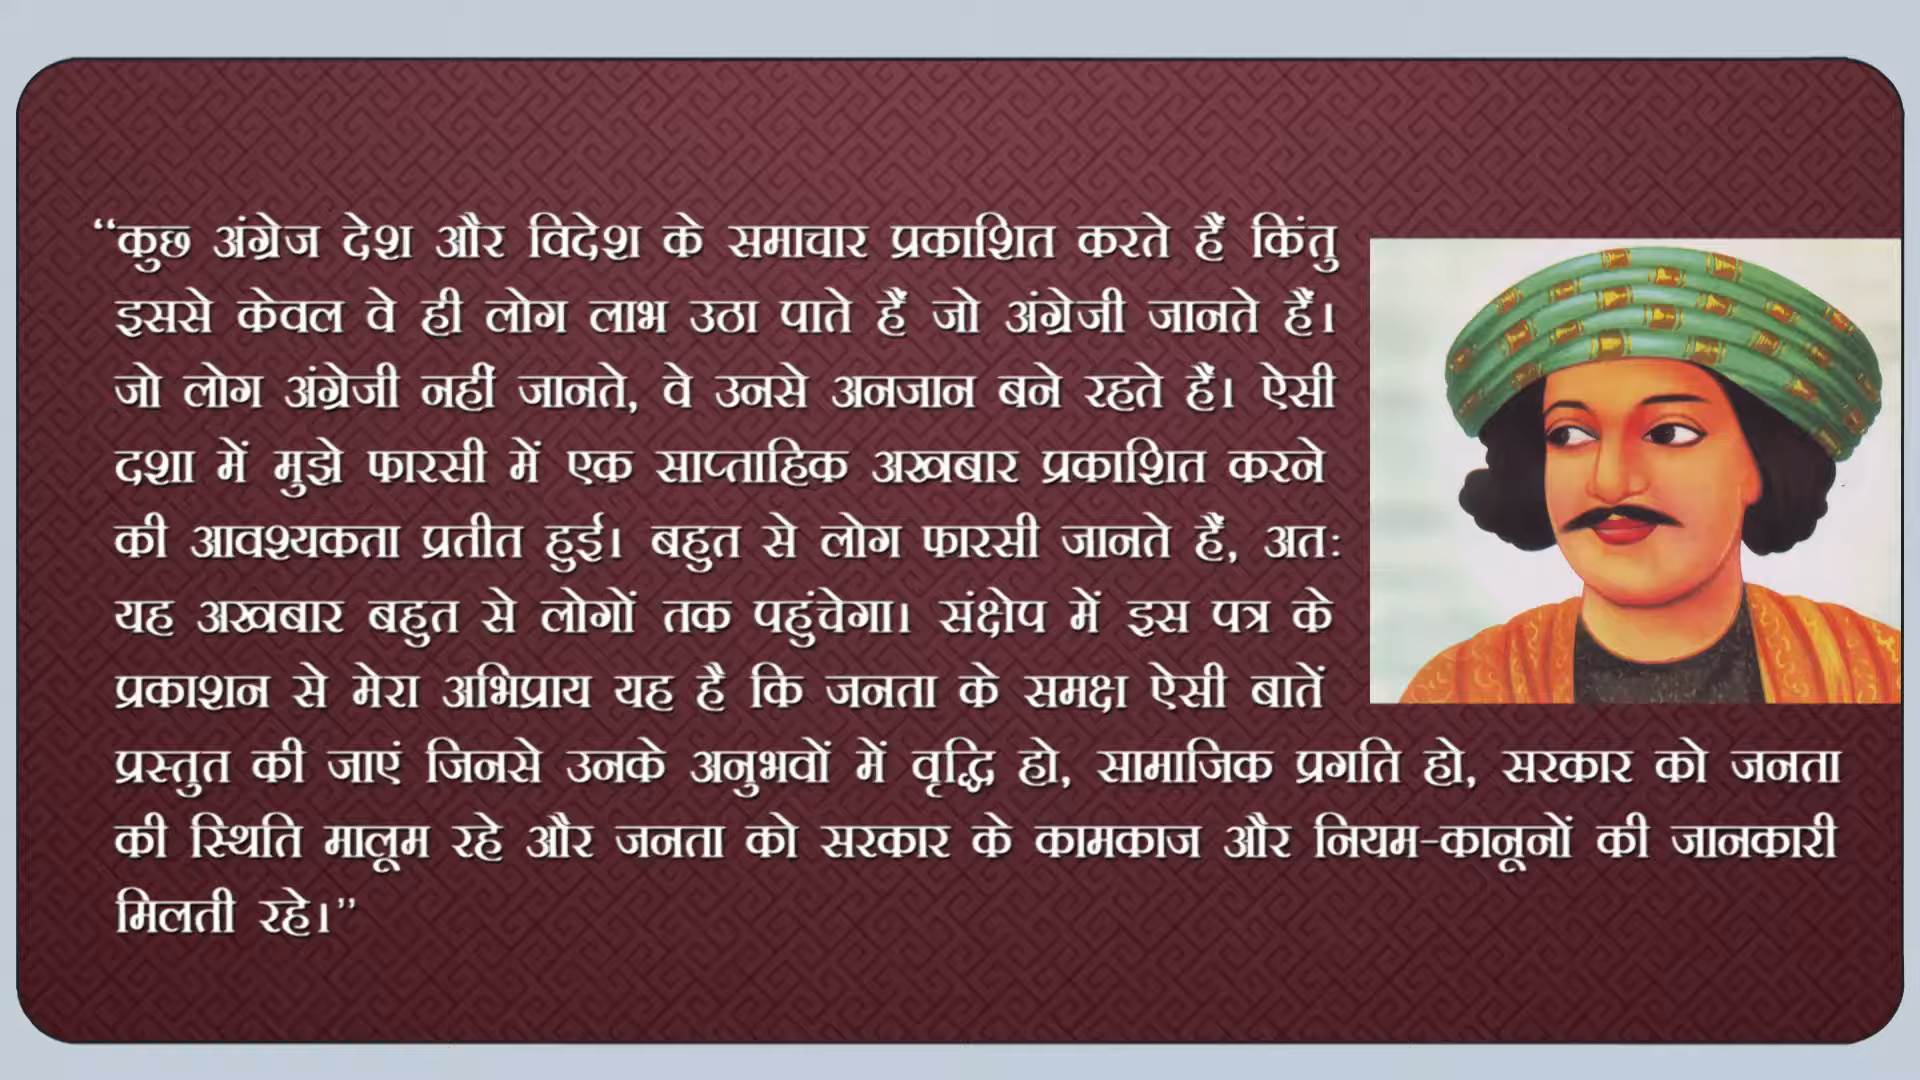 “कुछ अंग्रेज देश और विदेश के समाचार प्रकाशित करते हैं किंतु
इससे केवल वे ही लोग लाभ उठा पाते हैं जो अंग्रेजी जानते हैं।
जो लोग अंग्रेजी नहीं जानते, वे उनसे अनजान बने रहते हैं। ऐसी
दशा में मुझे फारसी में एक साप्ताहिक अखबार प्रकाशित करने
की आवश्यकता प्रतीत हुई। बहुत से लोग फारसी जानते हैं, अतः
यह अखबार बहुत से लोगों तक पहुंचेगा। संक्षेप में इस पत्र के
प्रकाशन से मेरा अभिप्राय यह है कि जनता के समक्ष ऐसी बातें
प्रस्तुत की जाएं जिनसे उनके अनुभवों में वृद्धि हो, सामाजिक प्रगति हो, सरकार को जनता
की स्थिति मालूम रहे और जनता को सरकार के कामकाज और नियम-कानूनों की जानकारी
मिलती रहे।”